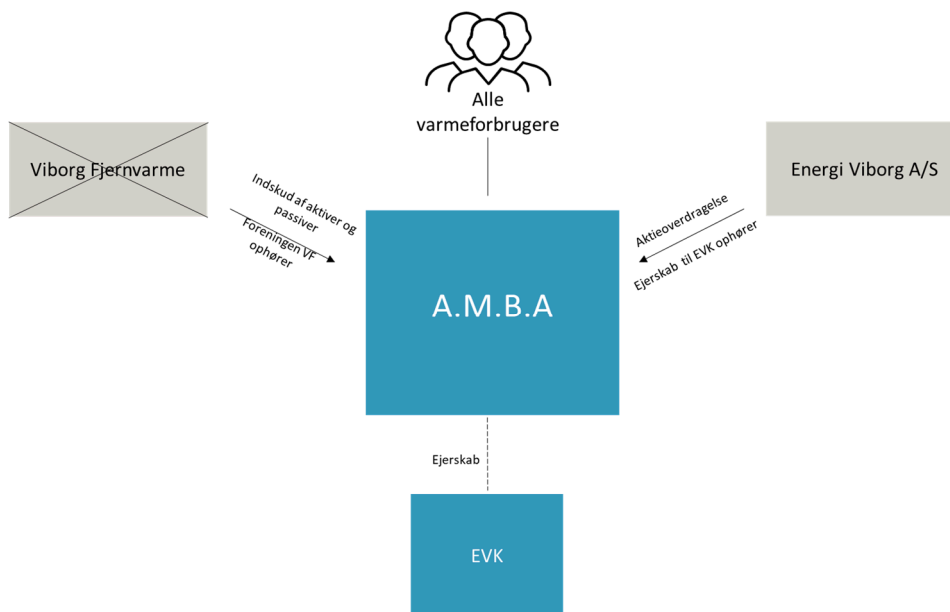 Alle
varmeforbrugere
Viborg Fjernvarme
Energi Viborg A/S
Indskud af aktiver og
passiver
Foreningen VF
ophører
Aktieoverdragelse
Ejerskab til EVK ophører
A.M.B.A
Ejerskab
EVK